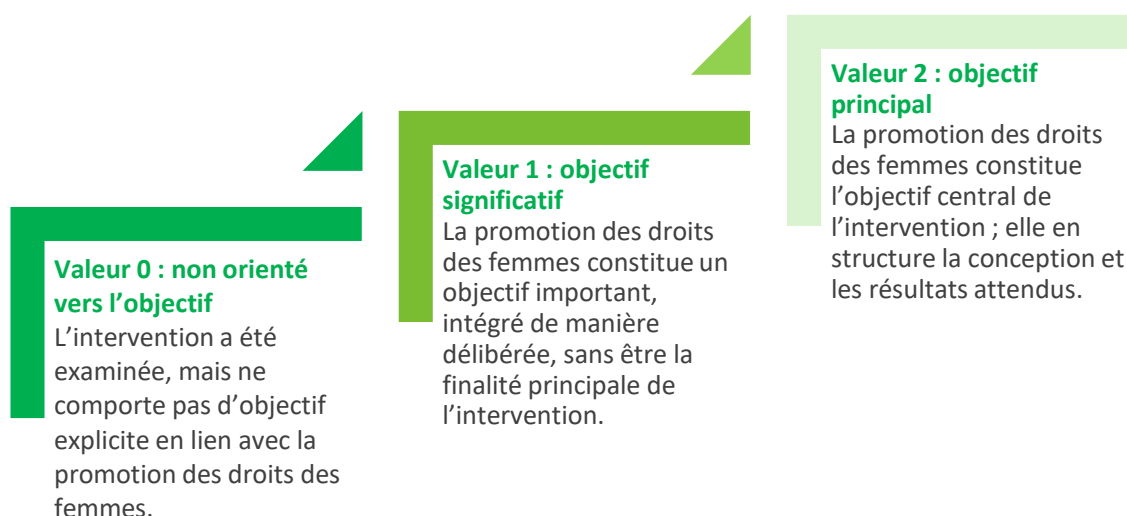 Valeur 0 : non orienté
vers l’objectif
L’intervention a été
examinée, mais ne
comporte pas d’objectif
explicite en lien avec la
promotion des droits des
femmes.
Valeur 1 : objectif
significatif
La promotion des droits
des femmes constitue un
objectif important,
intégré de manière
délibérée, sans être la
finalité principale de
l’intervention.
Valeur 2 : objectif
principal
La promotion des droits
des femmes constitue
l’objectif central de
l’intervention ; elle en
structure la conception et
les résultats attendus.